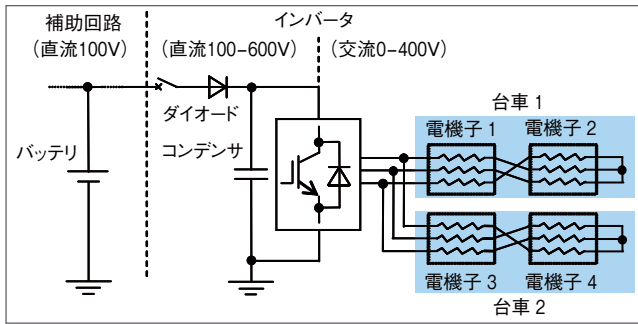 補助回路
（直流100V）
インバータ
（直流100−600V）
（交流0−400V）
ダイオード
バッテリ
コンデンサ
台車 1
電機子 1
電機子 2
電機子 3
電機子 4
台車 2